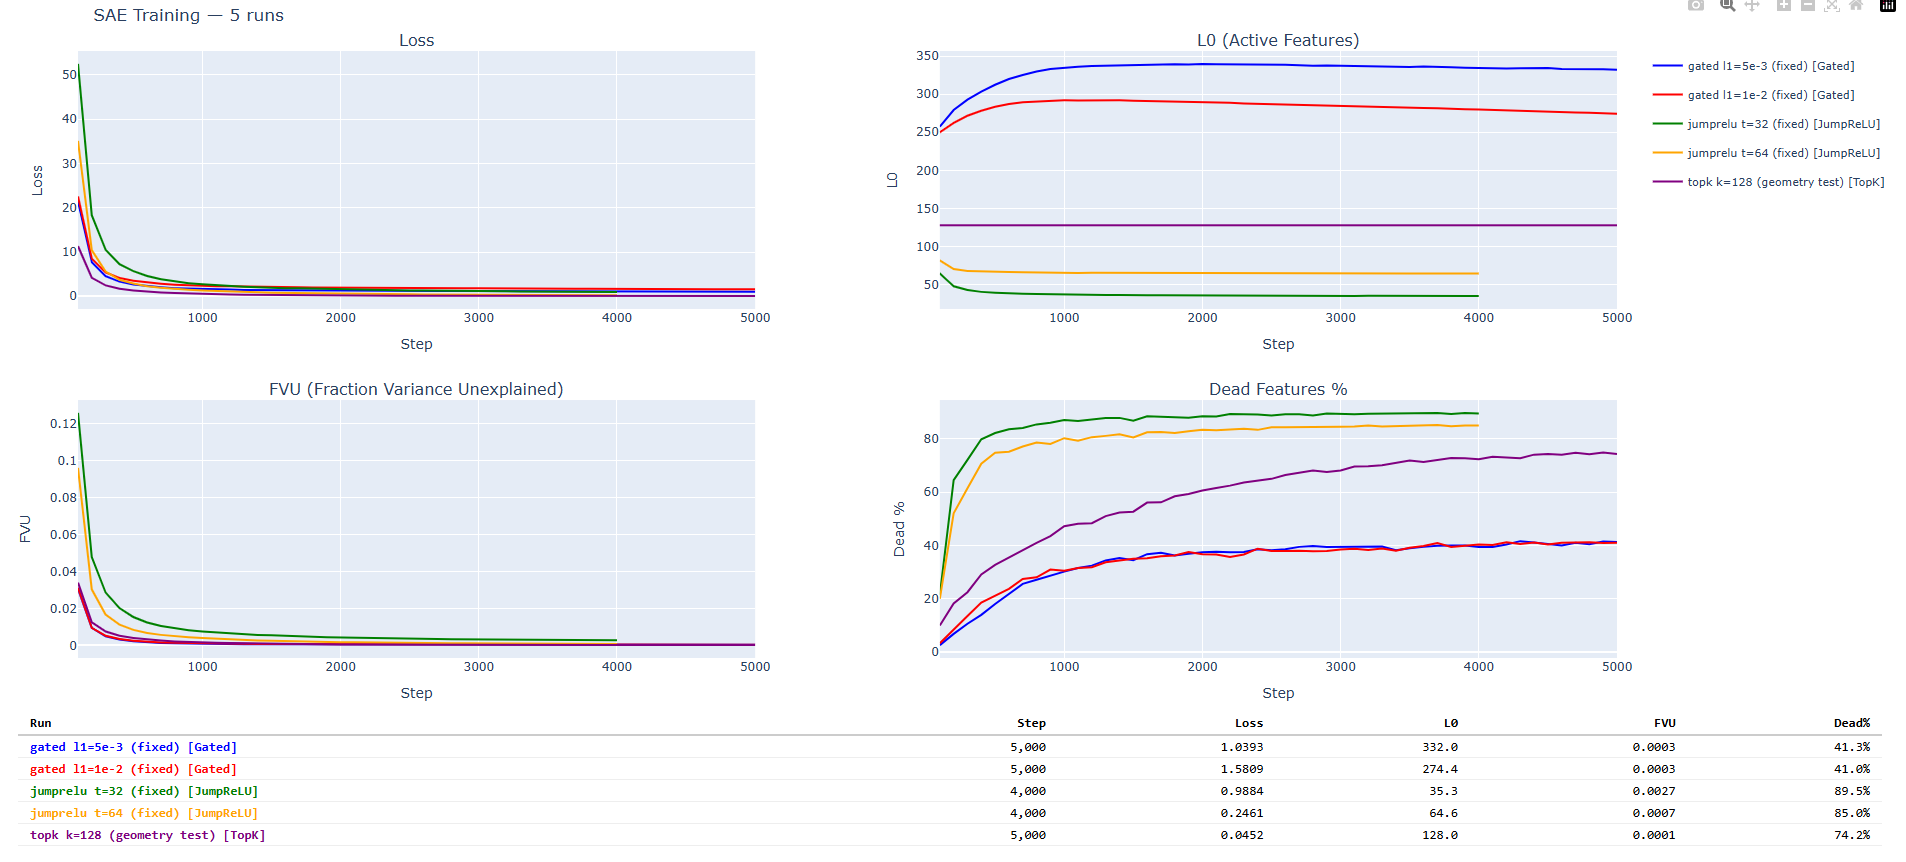 SAE Training — 5 runs
Loss
50
40
30
20
10
0
Loss
1000 2000 3000 4000 5000
Step
L0 (Active Features)
350
300
250
200
150
100
50
L0
1000 2000 3000 4000 5000
Step
gated l1=5e-3 (fixed) [Gated]
gated l1=1e-2 (fixed) [Gated]
jumprelu t=32 (fixed) [JumpReLU]
jumprelu t=64 (fixed) [JumpReLU]
topk k=128 (geometry test) [TopK]
FVU (Fraction Variance Unexplained)
0.12
0.1
0.08
0.06
0.04
0.02
0
FVU
1000 2000 3000 4000 5000
Step
Dead Features %
80
60
40
20
0
Dead %
1000 2000 3000 4000 5000
Step
Run Step Loss L0 FVU Dead%
gated l1=5e-3 (fixed) [Gated] 5,000 1.0393 332.0 0.0003 41.3%
gated l1=1e-2 (fixed) [Gated] 5,000 1.5809 274.4 0.0003 41.0%
jumprelu t=32 (fixed) [JumpReLU] 4,000 0.9884 35.3 0.0027 89.5%
jumprelu t=64 (fixed) [JumpReLU] 4,000 0.2461 64.6 0.0007 85.0%
topk k=128 (geometry test) [TopK] 5,000 0.0452 128.0 0.0001 74.2%